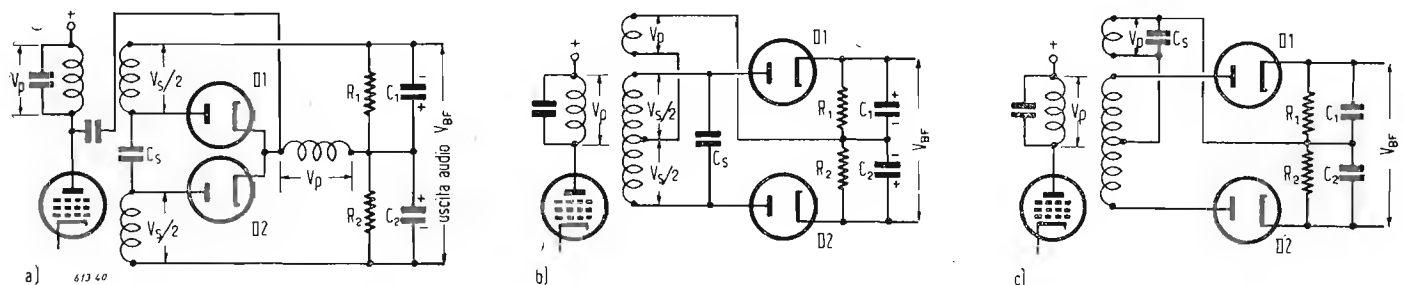 +
Vp
Vs/2
D1
Cs
D2
Vs/2
Vp
R1
C1
R2
C2
uscita audio VBF
a)
613 40
+
Vp
Vp
Vs/2
Vs/2
Cs
D1
D2
R1
C1
R2
C2
VBF
b)
+
Vp
Vp
Cs
D1
D2
R1
C1
R2
C2
VBF
c)